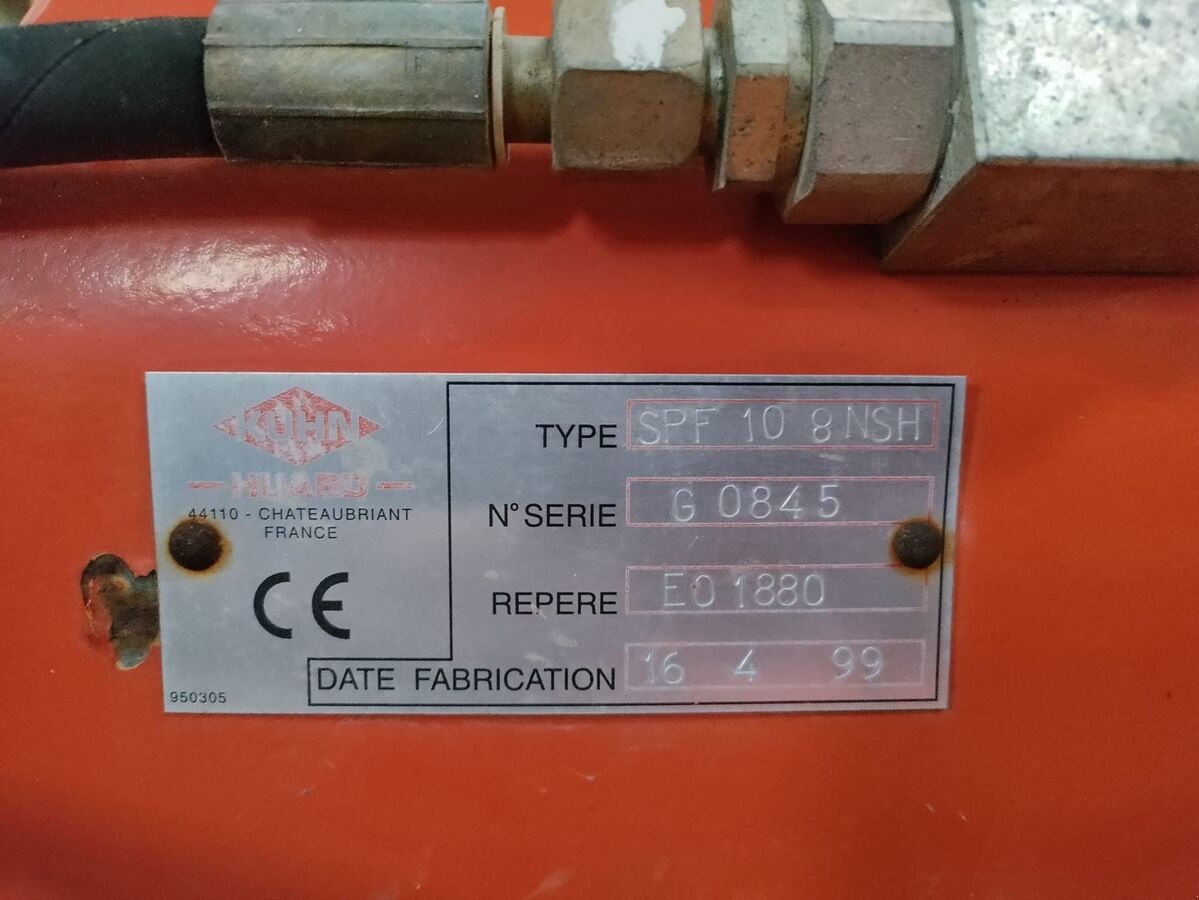 KUHN
HUARD
44110 - CHATEAUBRIANT
FRANCE
CE
950305
TYPE SPF 10 8 NSH
N° SERIE G 0845
REPERE EO 1880
DATE FABRICATION 16 4 99